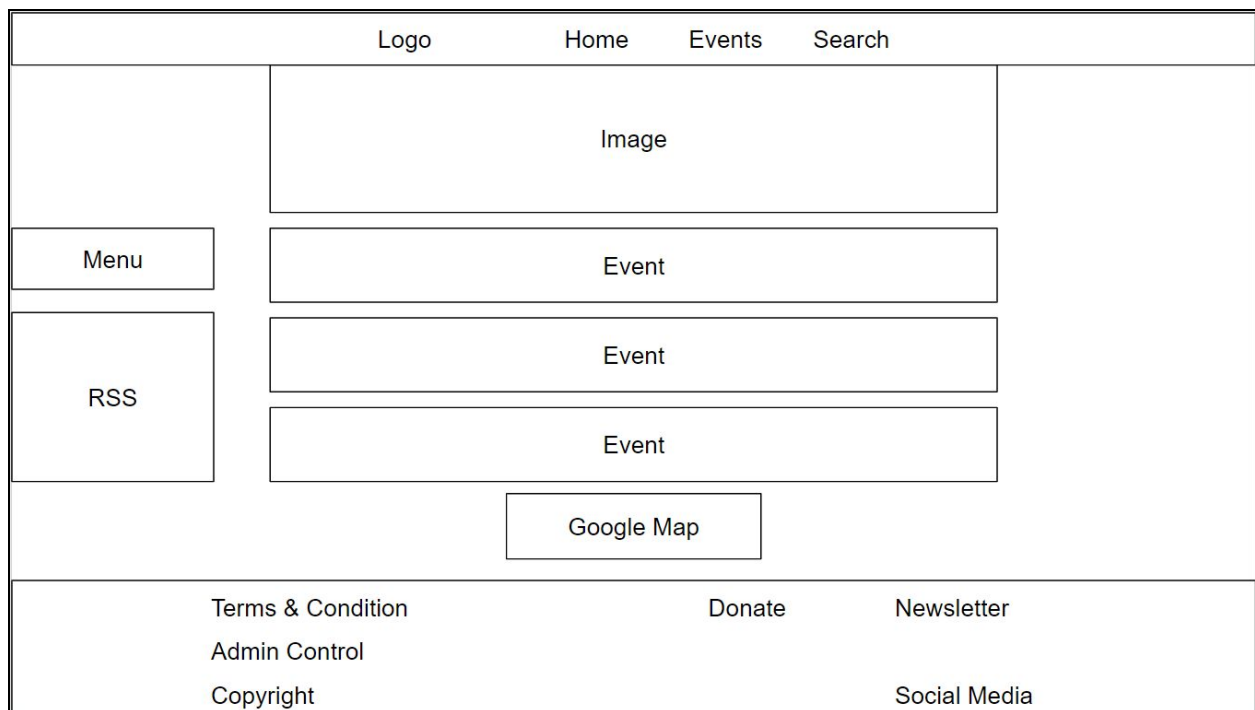 Logo Home Events Search
Image
Menu
Event
Event
RSS
Event
Google Map
Terms & Condition Donate Newsletter
Admin Control
Copyright Social Media